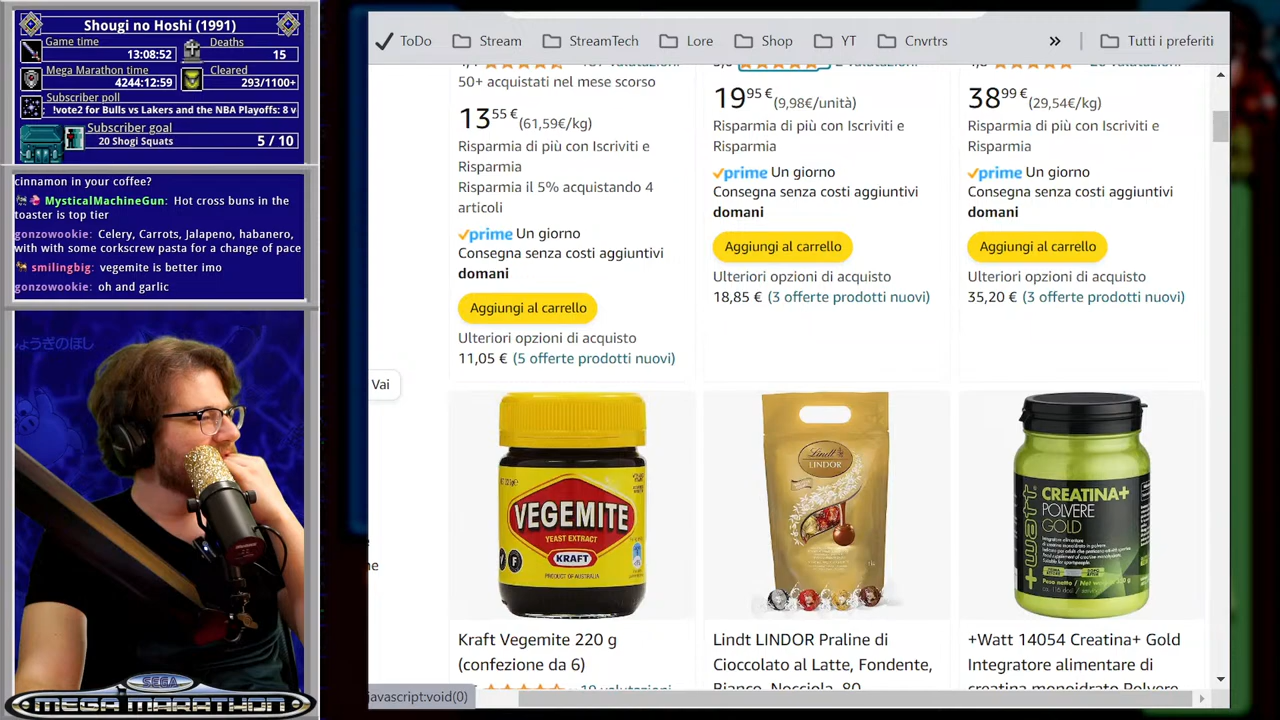 Shougi no Hoshi (1991)
Game time
13:08:52
Deaths
15
Mega Marathon time
4244:12:59
Cleared
293/1100+
Subscriber poll
!vote2 for Bulls vs Lakers and the NBA Playoffs: 8 v
Subscriber goal
20 Shogi Squats
5 / 10
cinnamon in your coffee?
MysticalMachineGun: Hot cross buns in the
toaster is top tier
gonzowookie: Celery, Carrots, Jalapeno, habanero,
with with some corkscrew pasta for a change of pace
smilingbig: vegemite is better imo
gonzowookie: oh and garlic
SEGA
MEGA MARATHON
ToDo
Stream
StreamTech
Lore
Shop
YT
Cnvrtrs
»
Tutti i preferiti
50+ acquistati nel mese scorso
13 55 € (61,59€/kg)
Risparmia di più con Iscriviti e
Risparmia
Risparmia il 5% acquistando 4
articoli
prime Un giorno
Consegna senza costi aggiuntivi
domani
Aggiungi al carrello
Ulteriori opzioni di acquisto
11,05 € (5 offerte prodotti nuovi)
19 95 € (9,98€/unità)
Risparmia di più con Iscriviti e
Risparmia
prime Un giorno
Consegna senza costi aggiuntivi
domani
Aggiungi al carrello
Ulteriori opzioni di acquisto
18,85 € (3 offerte prodotti nuovi)
38 99 € (29,54€/kg)
Risparmia di più con Iscriviti e
Risparmia
prime Un giorno
Consegna senza costi aggiuntivi
domani
Aggiungi al carrello
Ulteriori opzioni di acquisto
35,20 € (3 offerte prodotti nuovi)
Vai
VEGEMITE
YEAST EXTRACT
KRAFT
PRODUCT OF AUSTRALIA
Kraft Vegemite 220 g
(confezione da 6)
Lindt
LINDOR
Lindt LINDOR Praline di
Cioccolato al Latte, Fondente,
Bianco, Nocciola, 80
+watt
CREATINA+
POLVERE
GOLD
+Watt 14054 Creatina+ Gold
Integratore alimentare di
creatina monoidrato Polvere
ne
javascript:void(0)